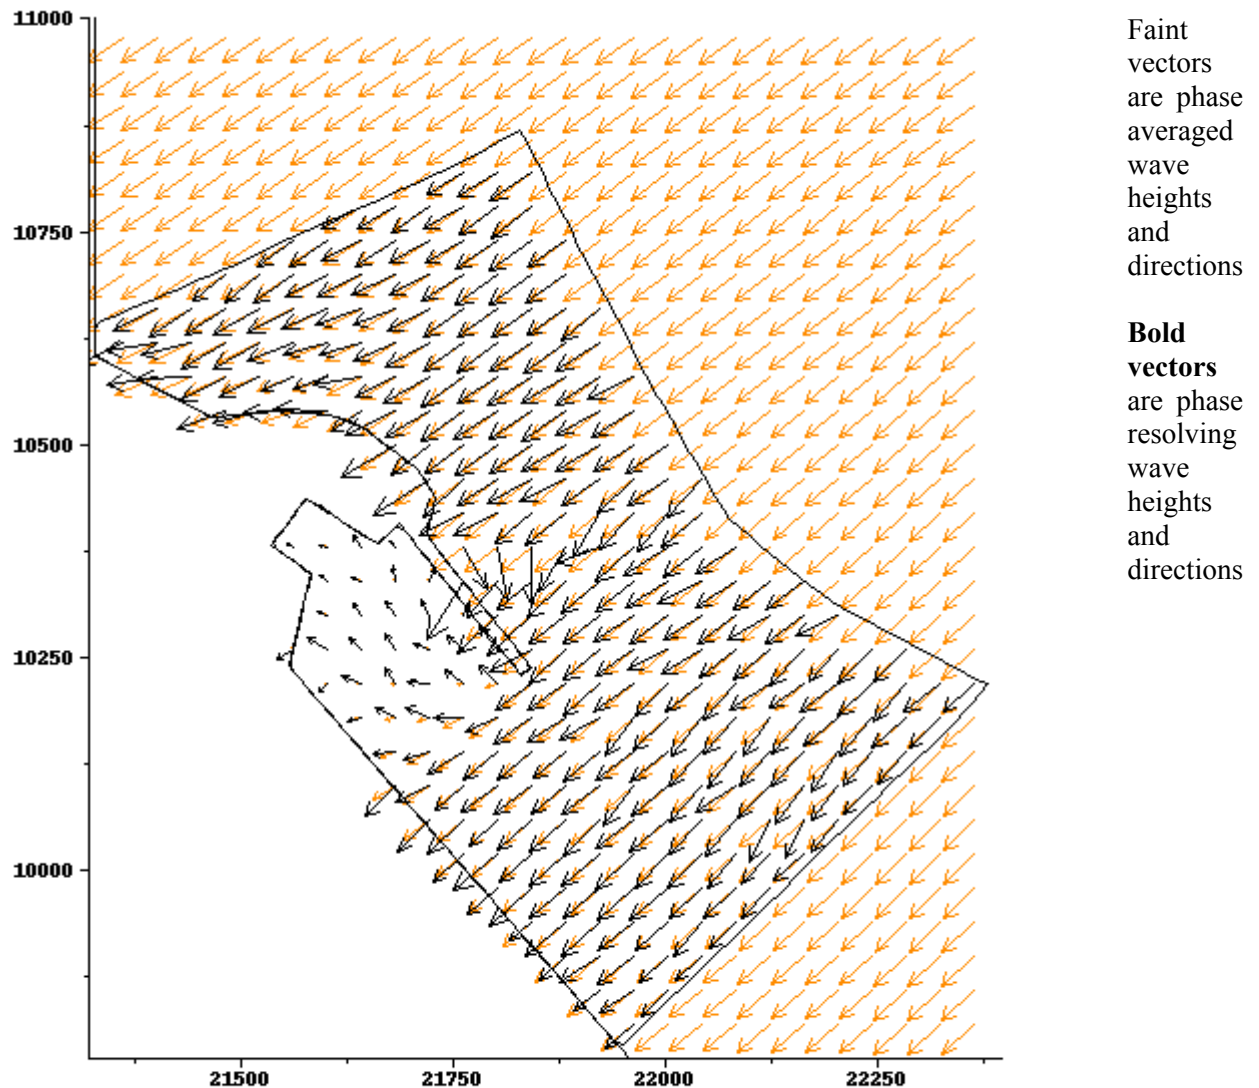 11000
10750
10500
10250
10000
21500
21750
22000
22250
Faint
vectors
are phase
averaged
wave
heights
and
directions
Bold
vectors
are phase
resolving
wave
heights
and
directions